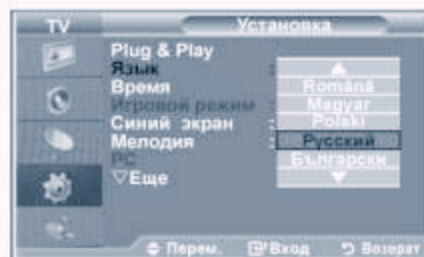 TV Установка
Plug & Play
Язык :
Время
Игровой режим :
Синий экран :
Мелодия :
PC
▽Еще
Română
Magyar
Polski
Русский
Български
Перем. Вход Возврат